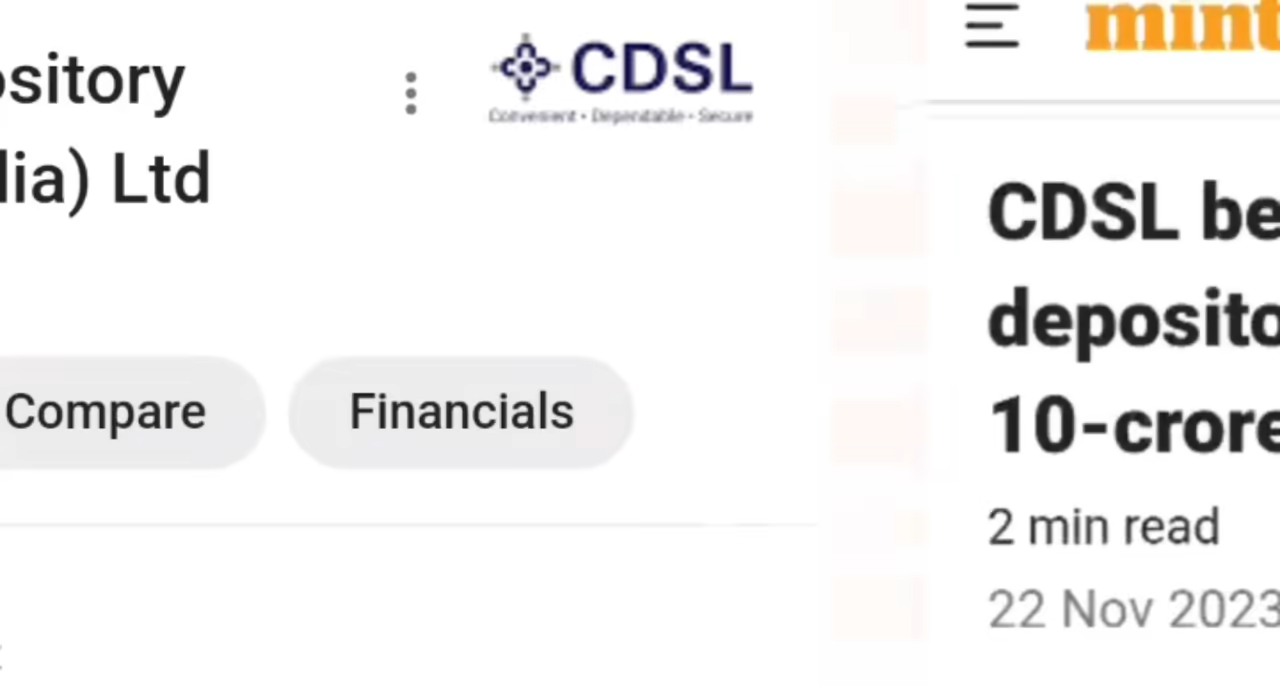 ository
lia) Ltd
CDSL
Convenient • Dependable • Secure
Compare
Financials
mint
CDSL be
deposito
10-crore
2 min read
22 Nov 2023